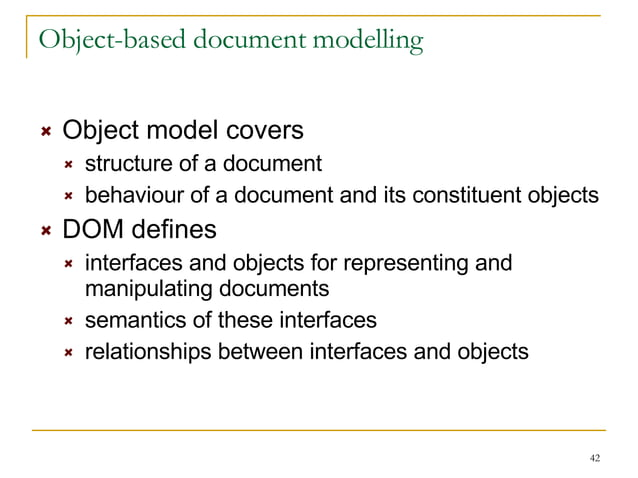 Object-based document modelling
Object model covers
structure of a document
behaviour of a document and its constituent objects
DOM defines
interfaces and objects for representing and
manipulating documents
semantics of these interfaces
relationships between interfaces and objects
42